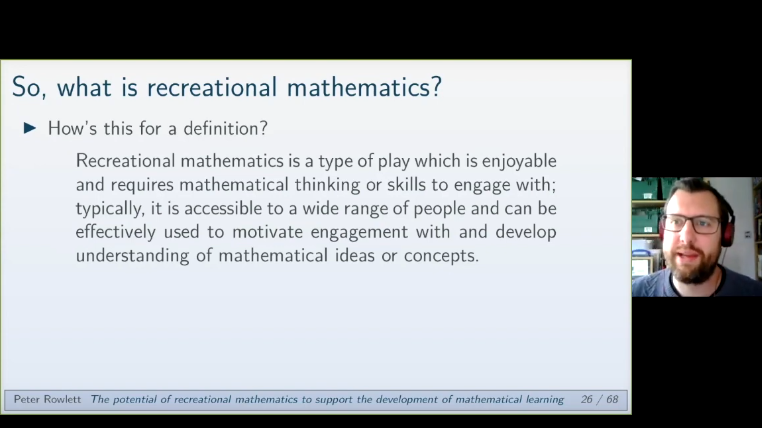 So, what is recreational mathematics?
How's this for a definition?
Recreational mathematics is a type of play which is enjoyable
and requires mathematical thinking or skills to engage with;
typically, it is accessible to a wide range of people and can be
effectively used to motivate engagement with and develop
understanding of mathematical ideas or concepts.
Peter Rowlett The potential of recreational mathematics to support the development of mathematical learning 26 / 68